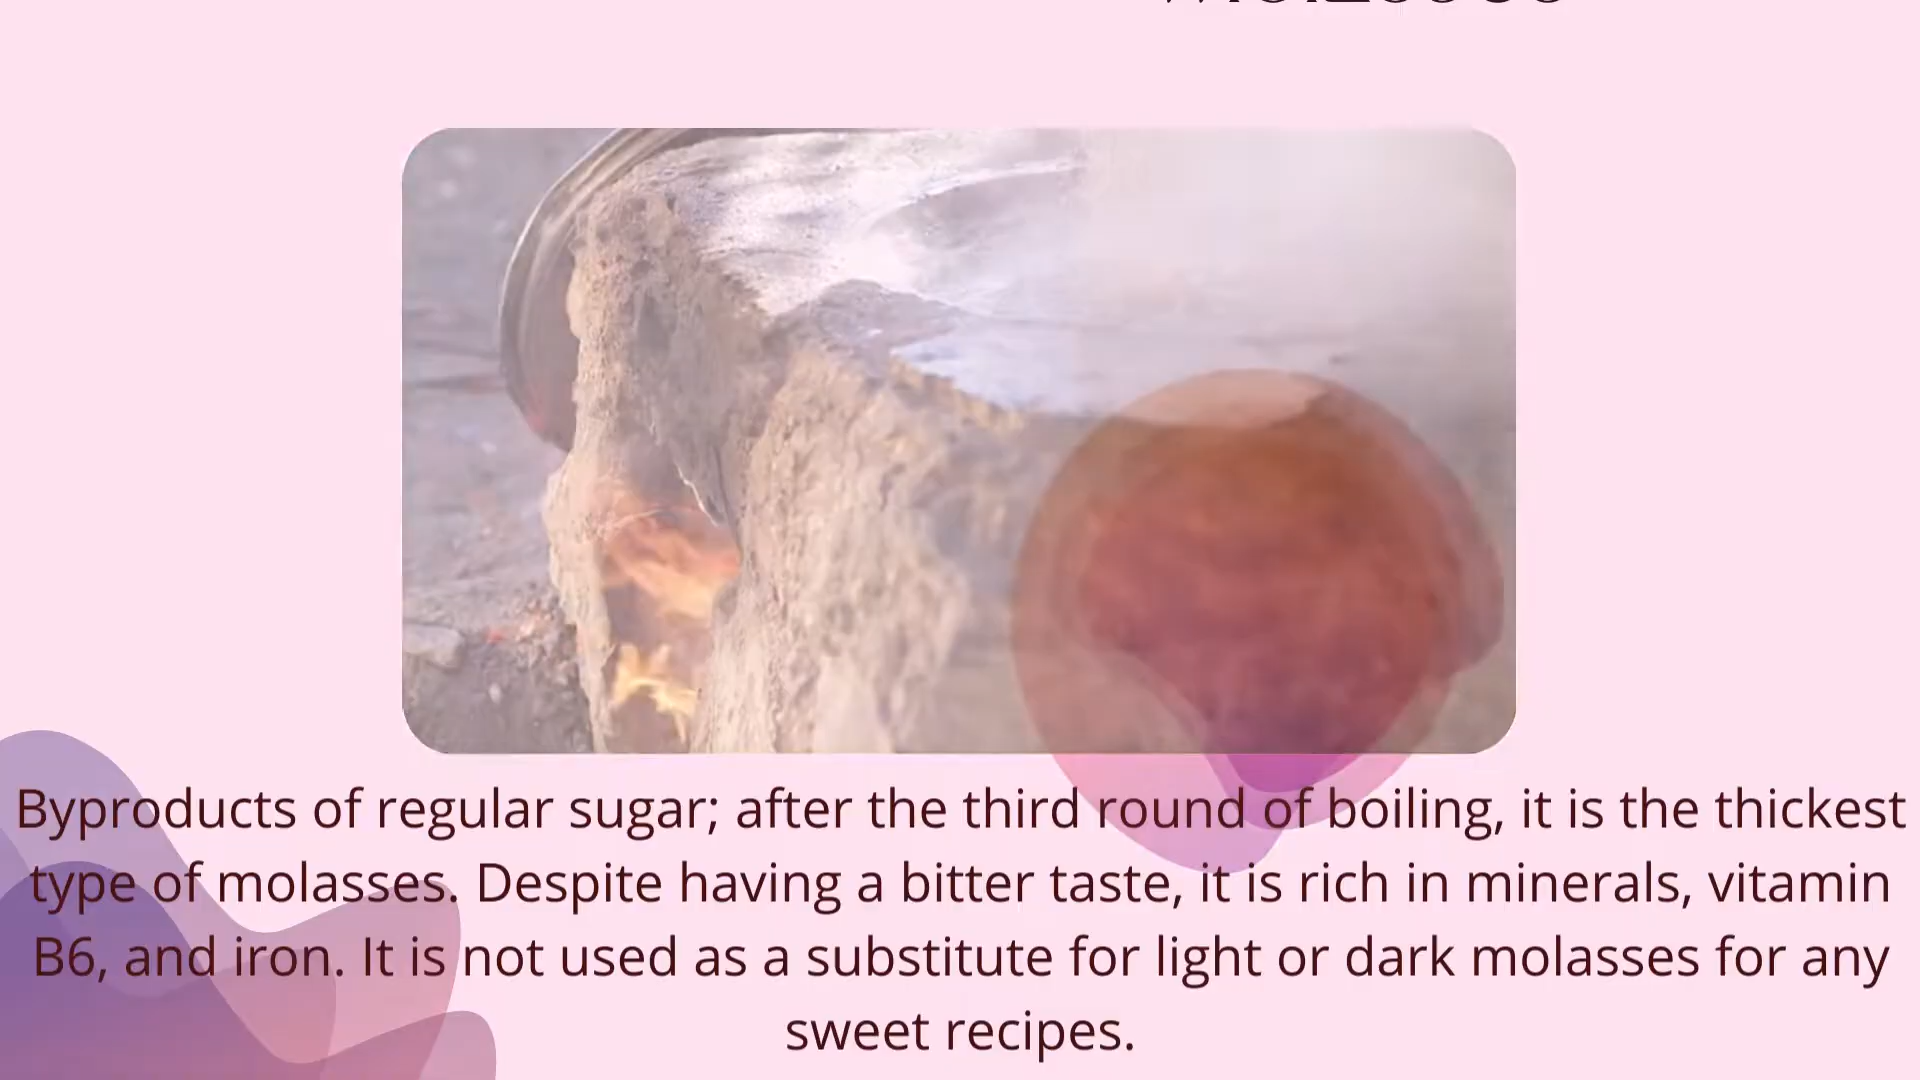 Byproducts of regular sugar; after the third round of boiling, it is the thickest
type of molasses. Despite having a bitter taste, it is rich in minerals, vitamin
B6, and iron. It is not used as a substitute for light or dark molasses for any
sweet recipes.